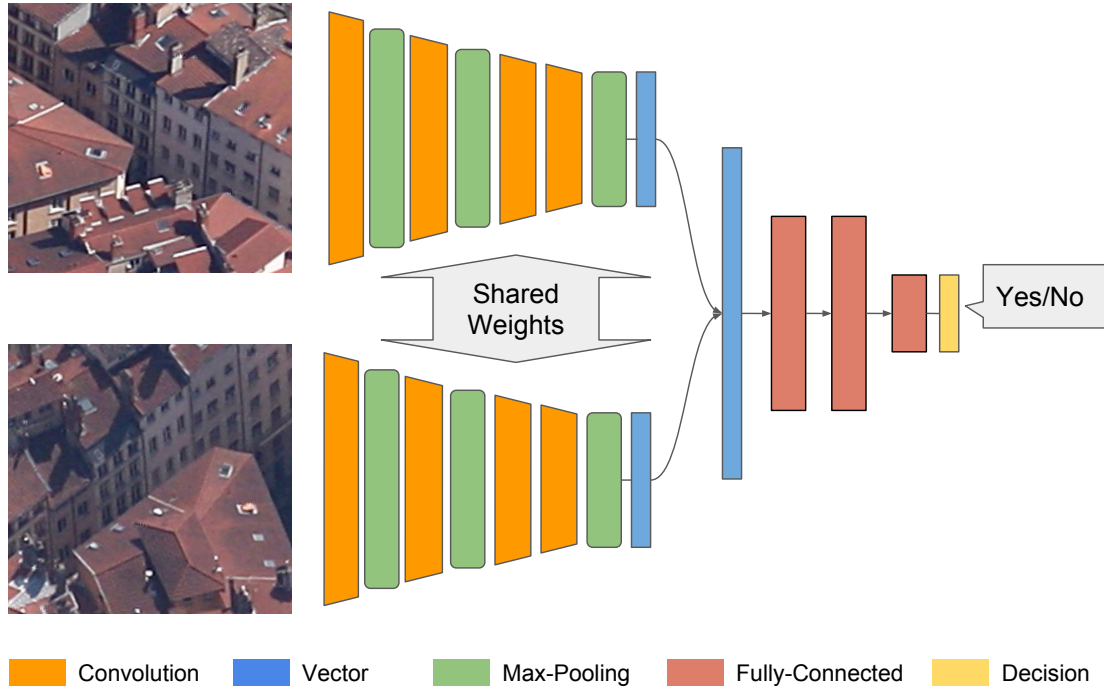 Shared
Weights
Yes/No
Convolution
Vector
Max-Pooling
Fully-Connected
Decision